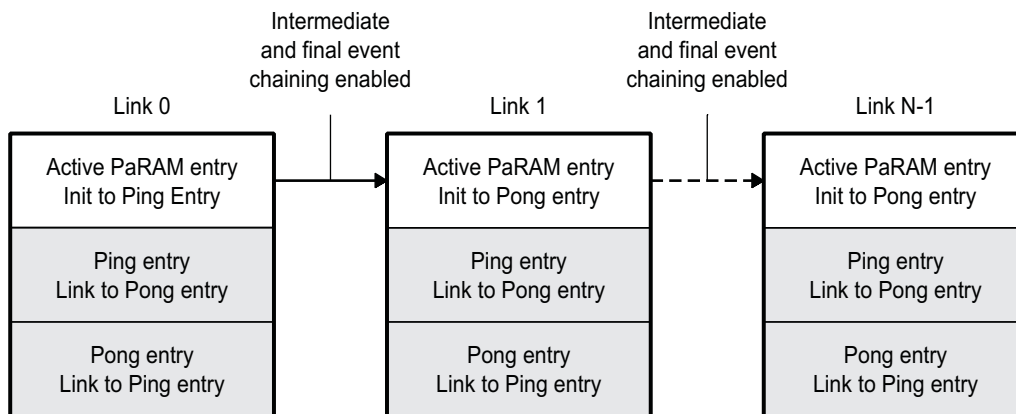 Intermediate
and final event
chaining enabled
Intermediate
and final event
chaining enabled
Link 0
Link 1
Link N-1
Active PaRAM entry
Init to Ping Entry
Active PaRAM entry
Init to Pong entry
Active PaRAM entry
Init to Pong entry
Ping entry
Link to Pong entry
Ping entry
Link to Pong entry
Ping entry
Link to Pong entry
Pong entry
Link to Ping entry
Pong entry
Link to Ping entry
Pong entry
Link to Ping entry